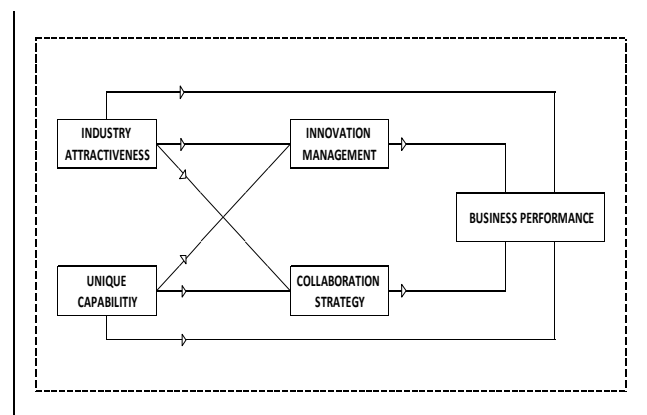 INDUSTRY
ATTRACTIVENESS
INNOVATION
MANAGEMENT
BUSINESS PERFORMANCE
UNIQUE
CAPABILITIY
COLLABORATION
STRATEGY